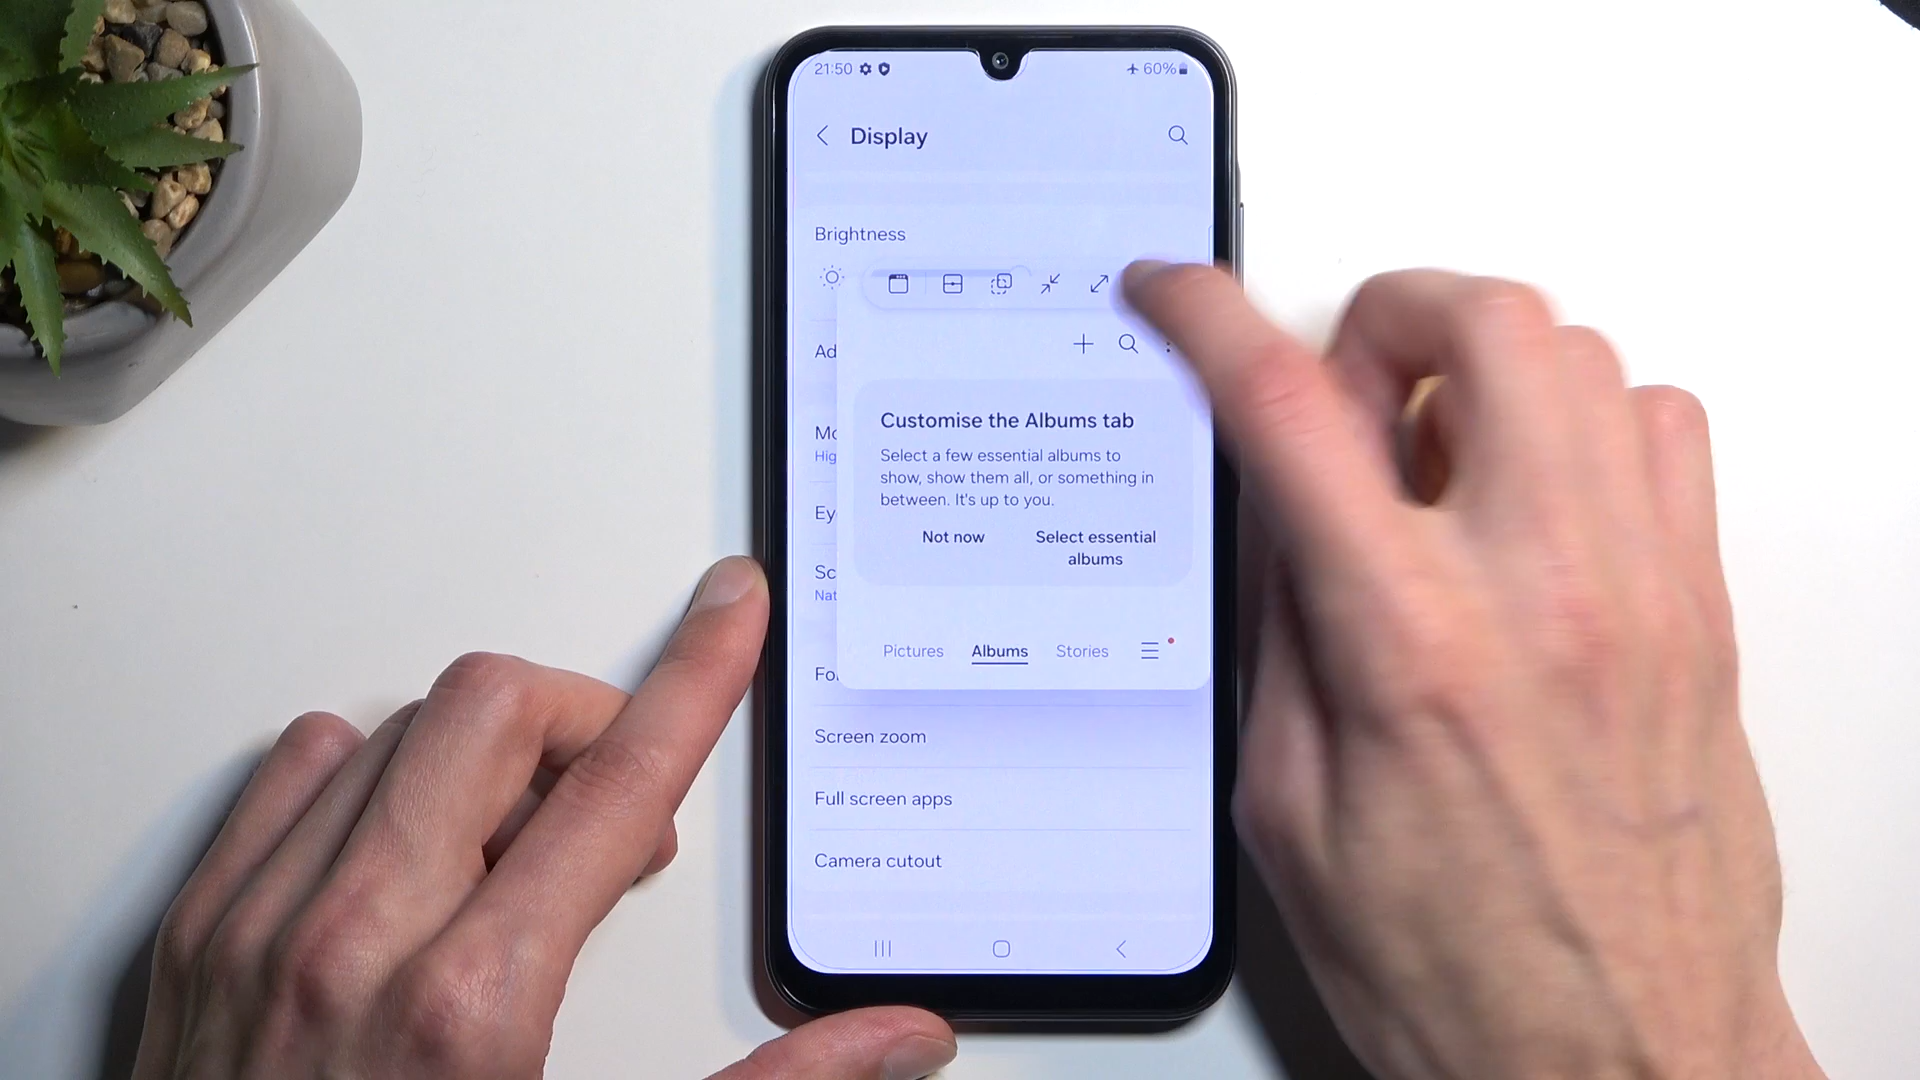 21:50
60%
Display
Brightness
Ad
Customise the Albums tab
Mo
Select a few essential albums to
Hig
show, show them all, or something in
between. It's up to you.
Ey
Not now
Select essential
albums
Sc
Nat
Pictures
Albums
Stories
Fo
Screen zoom
Full screen apps
Camera cutout